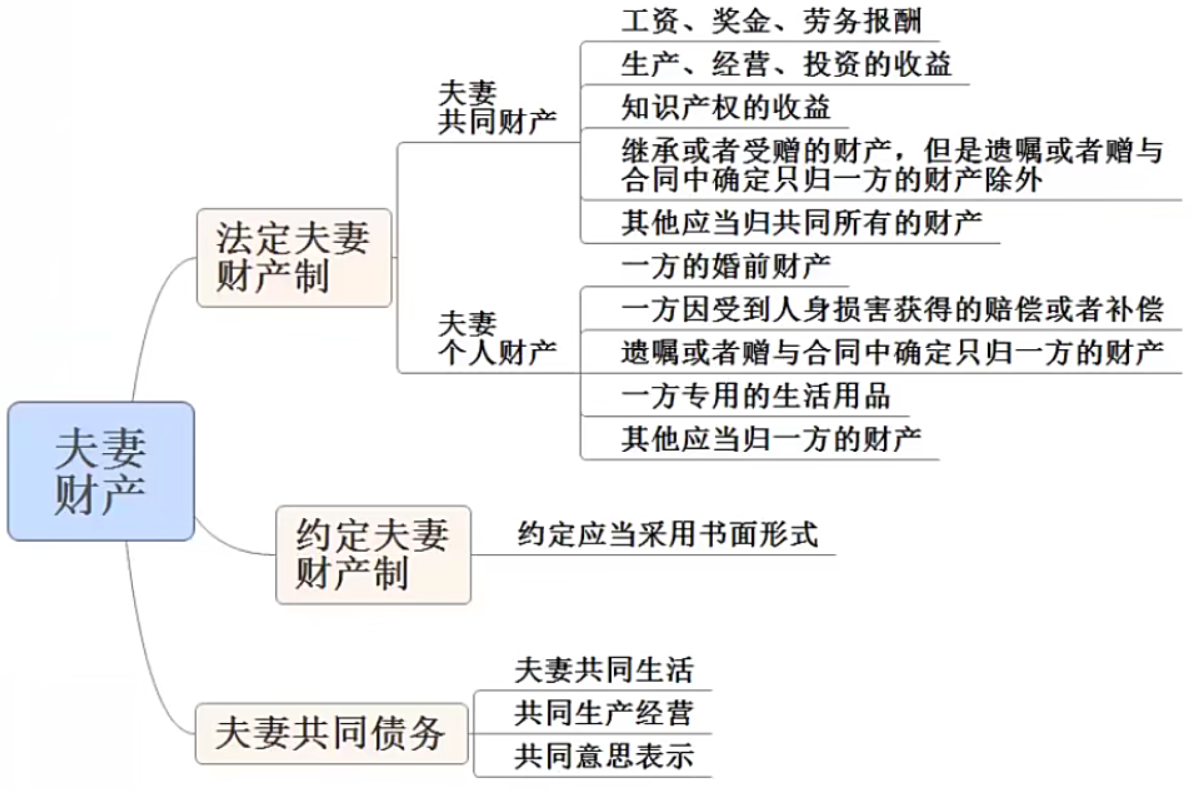 夫妻
财产
法定夫妻
财产制
夫妻
共同财产
工资、奖金、劳务报酬
生产、经营、投资的收益
知识产权的收益
继承或者受赠的财产，但是遗嘱或者赠与
合同中确定只归一方的财产除外
其他应当归共同所有的财产
夫妻
个人财产
一方的婚前财产
一方因受到人身损害获得的赔偿或者补偿
遗嘱或者赠与合同中确定只归一方的财产
一方专用的生活用品
其他应当归一方的财产
约定夫妻
财产制
约定应当采用书面形式
夫妻共同债务
夫妻共同生活
共同生产经营
共同意思表示